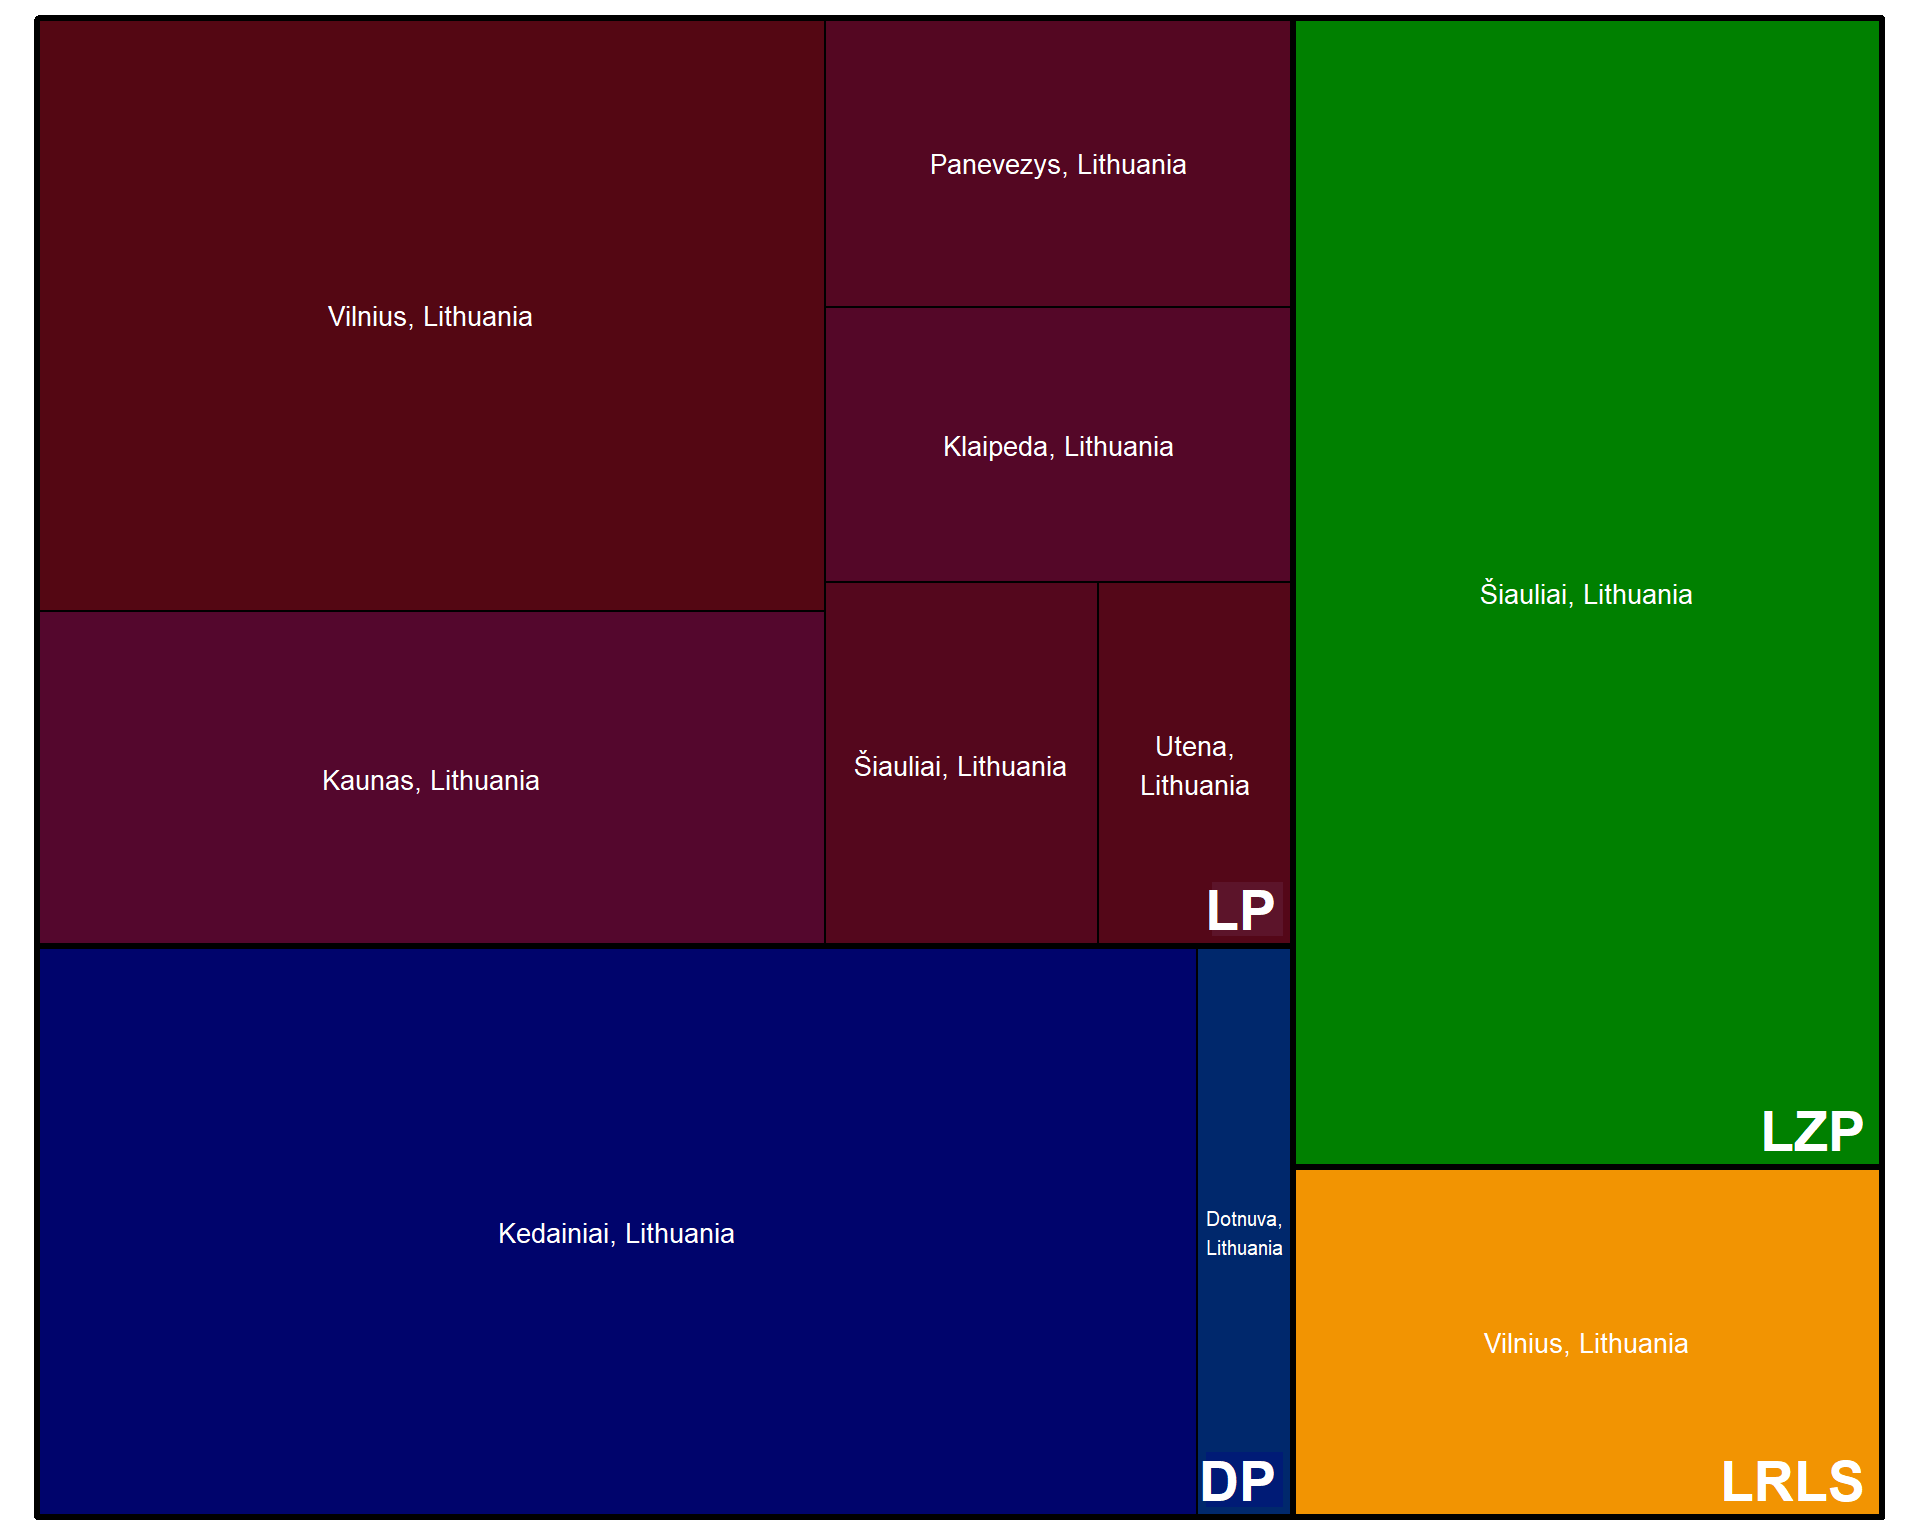 Vilnius, Lithuania
Panevezys, Lithuania
Klaipeda, Lithuania
Kaunas, Lithuania
Šiauliai, Lithuania
Utena,
Lithuania
LP
Kedainiai, Lithuania
Dotnuva,
Lithuania
DP
Šiauliai, Lithuania
LZP
Vilnius, Lithuania
LRLS